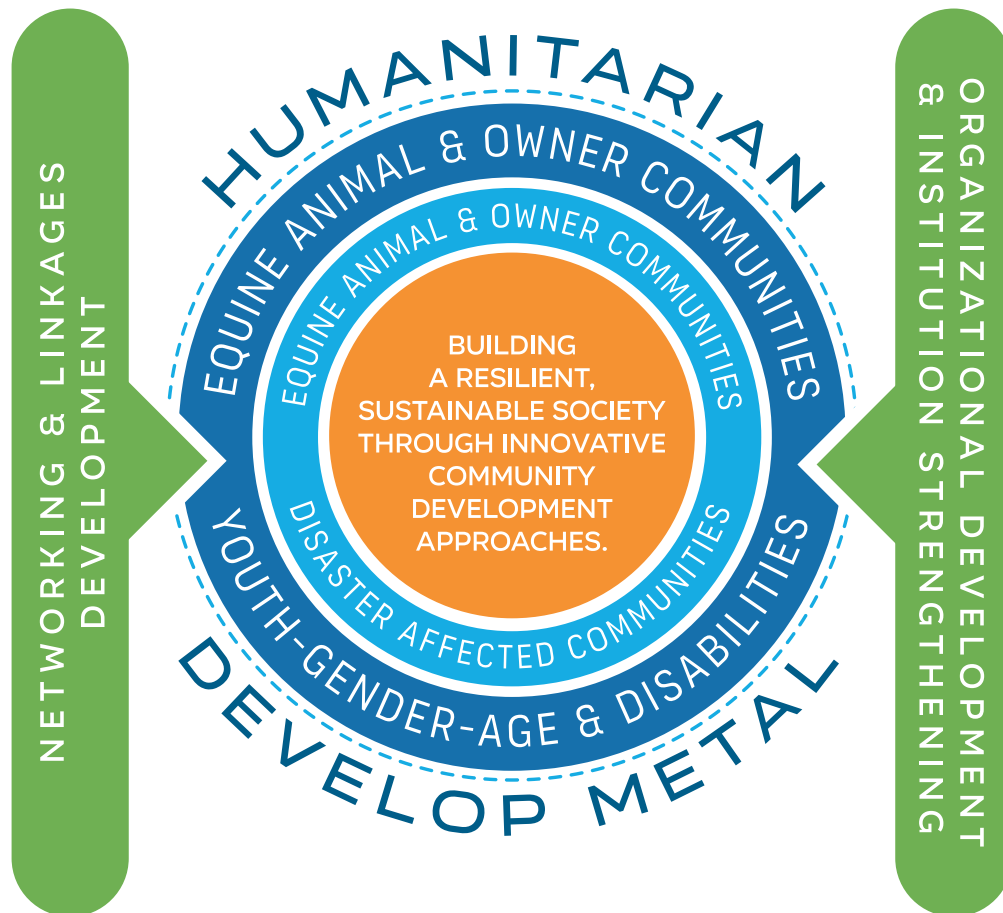 NETWORKING & LINKAGES
DEVELOPMENT
HUMANITARIAN
EQUINE ANIMAL & OWNER COMMUNITIES
EQUINE ANIMAL & OWNER COMMUNITIES
BUILDING
A RESILIENT,
SUSTAINABLE SOCIETY
THROUGH INNOVATIVE
COMMUNITY
DEVELOPMENT
APPROACHES.
DISASTER AFFECTED COMMUNITIES
YOUTH-GENDER-AGE & DISABILITIES
DEVELOP METAL
ORGANIZATIONAL DEVELOPMENT
& INSTITUTION STRENGTHENING